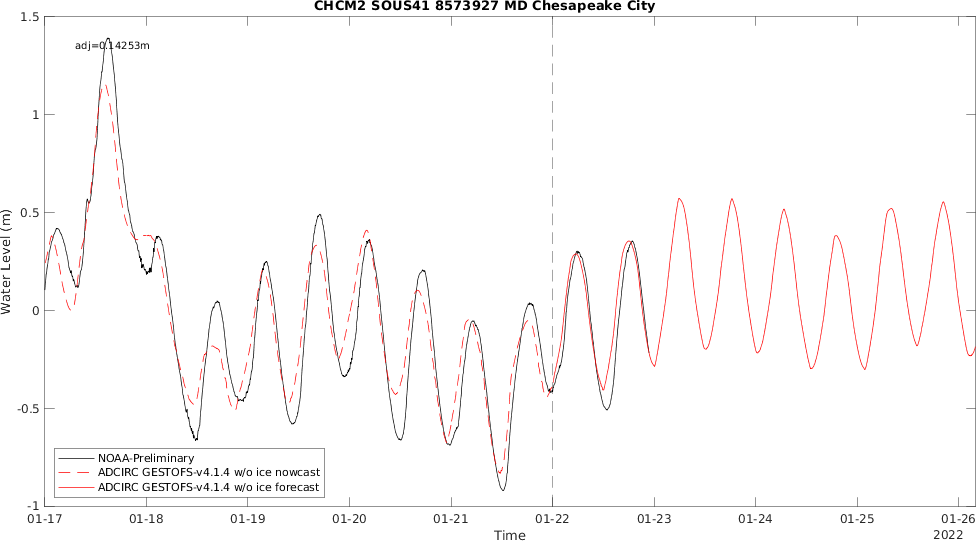 CHCM2 SOUS41 8573927 MD Chesapeake City
adj=0.14253m
1.5
1
0.5
0
-0.5
-1
Water Level (m)
NOAA-Preliminary
ADCIRC GESTOFS-v4.1.4 w/o ice nowcast
ADCIRC GESTOFS-v4.1.4 w/o ice forecast
01-17 01-18 01-19 01-20 01-21 01-22 01-23 01-24 01-25 01-26
Time
2022